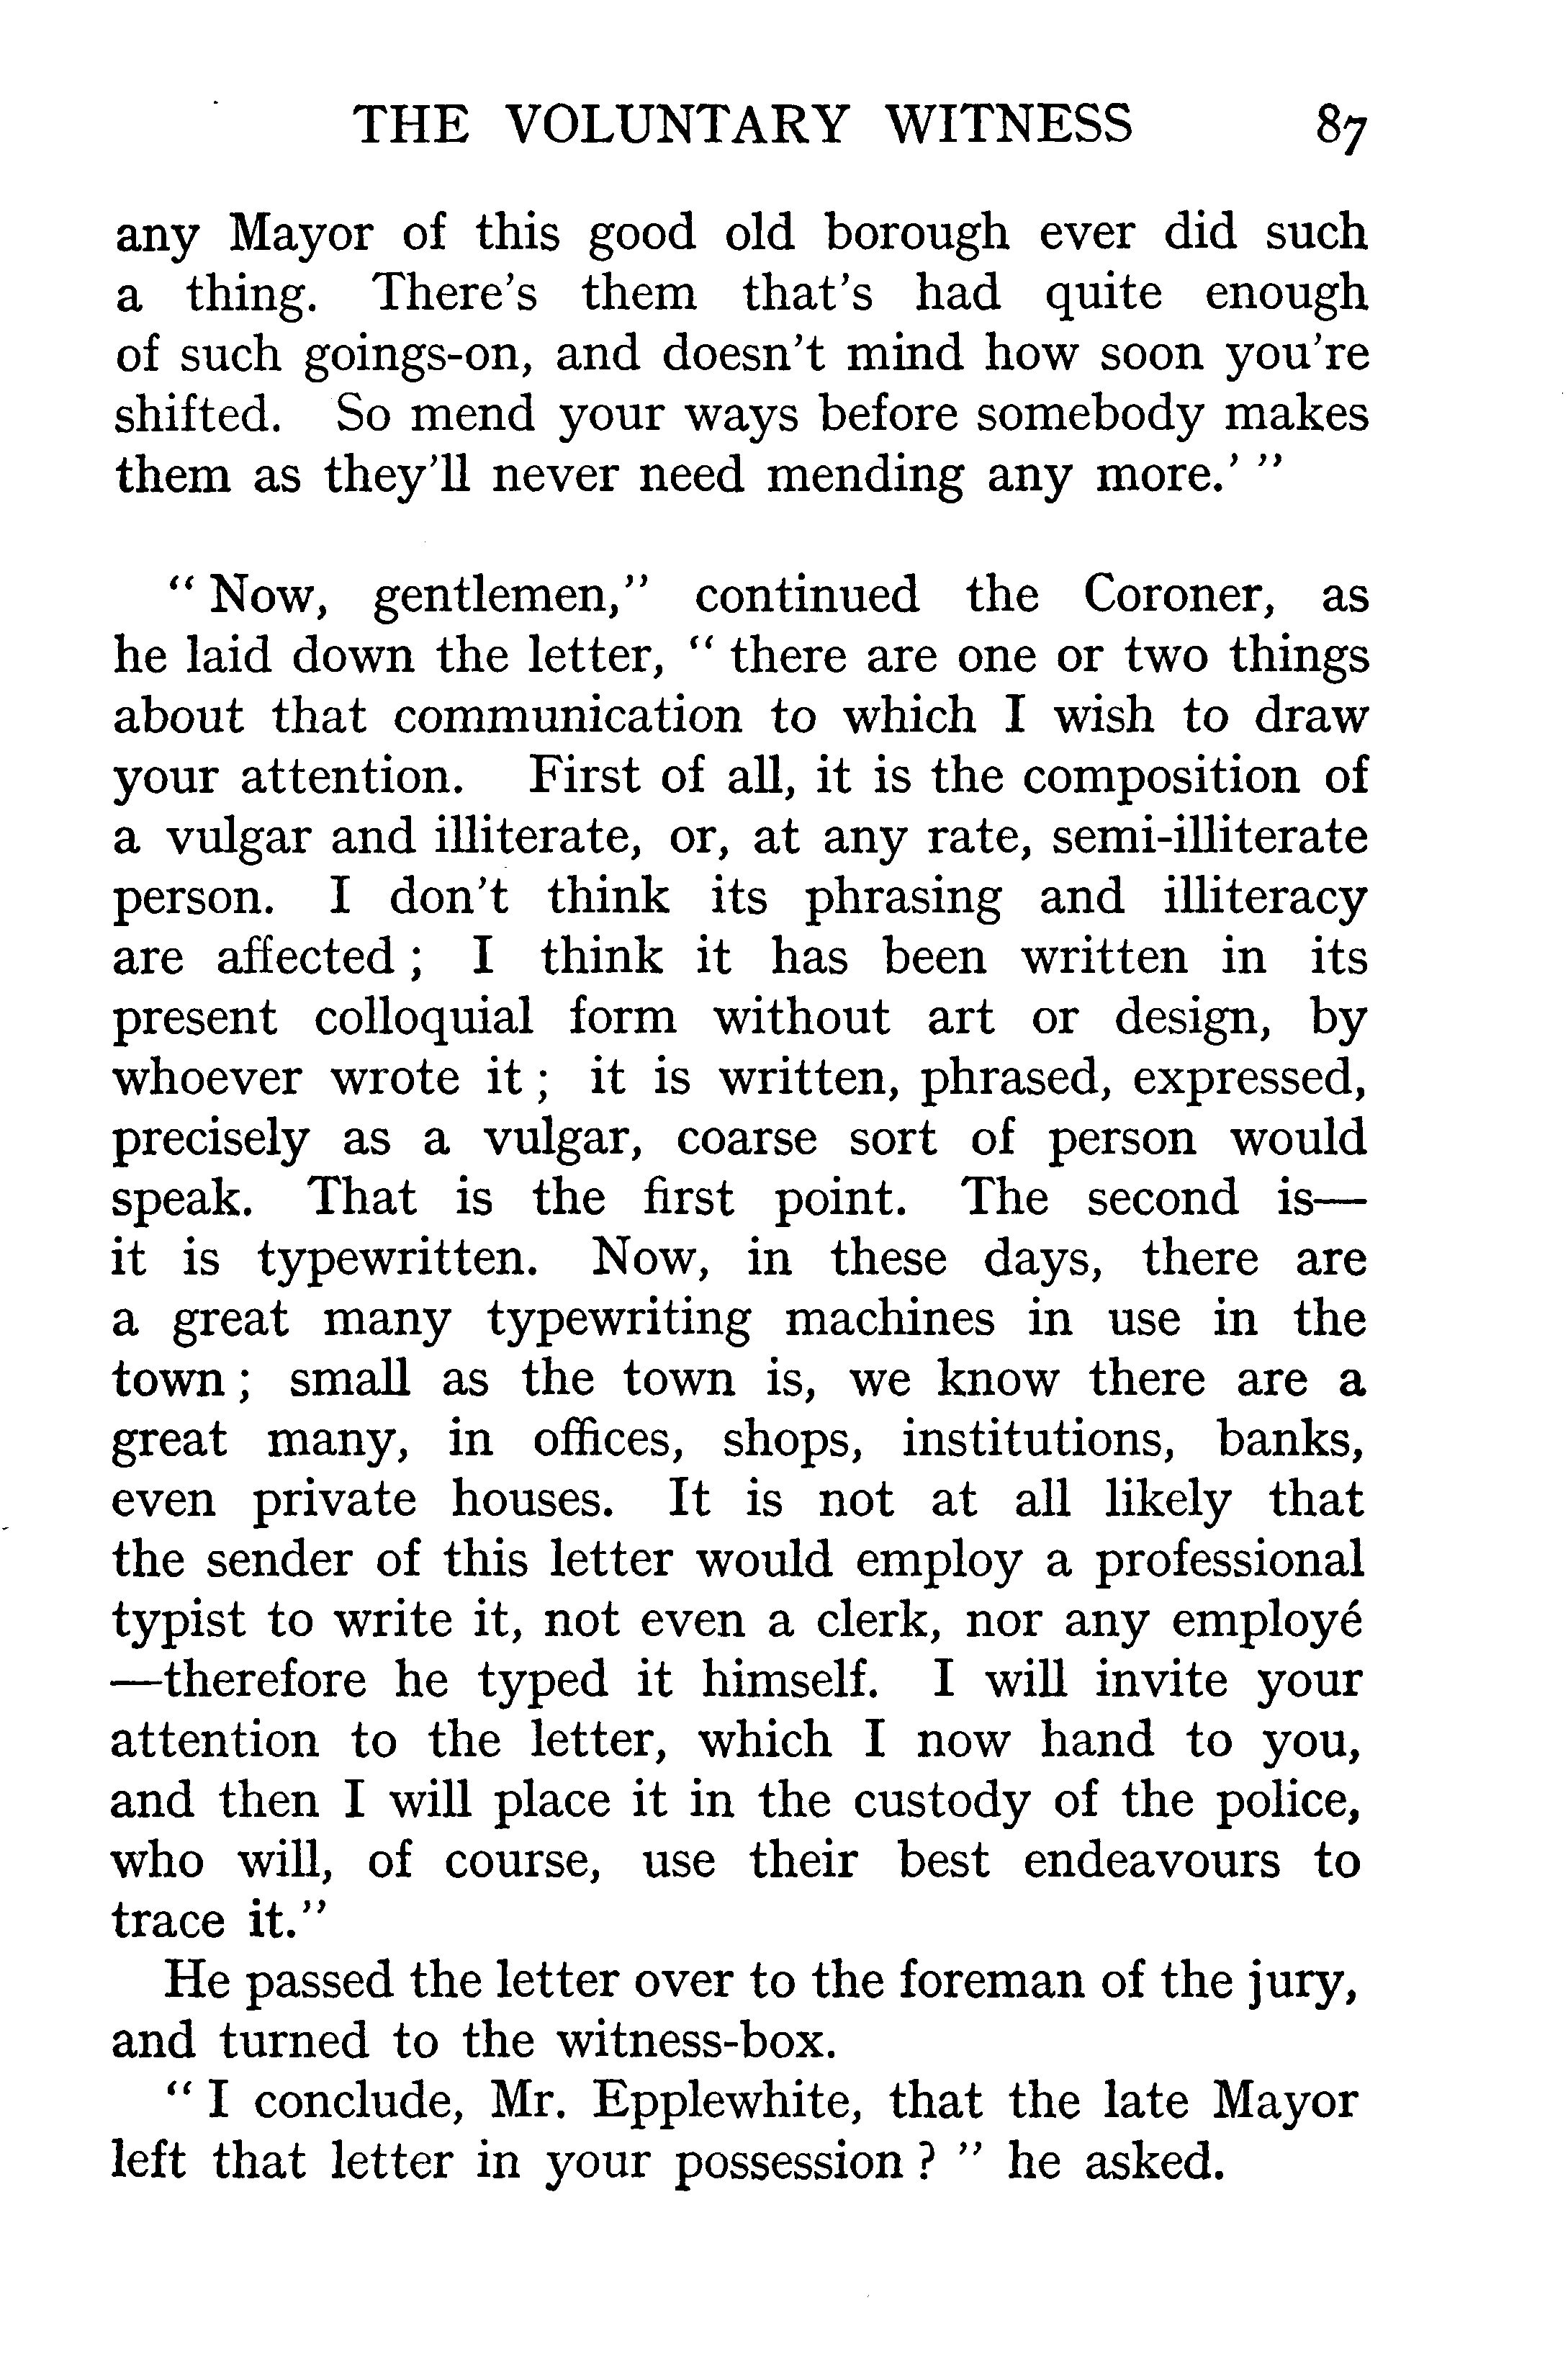 THE VOLUNTARY WITNESS 87
any Mayor of this good old borough ever did such
a thing. There's them that's had quite enough
of such goings-on, and doesn't mind how soon you're
shifted. So mend your ways before somebody makes
them as they'll never need mending any more.' ”
“ Now, gentlemen,” continued the Coroner, as
he laid down the letter, “ there are one or two things
about that communication to which I wish to draw
your attention. First of all, it is the composition of
a vulgar and illiterate, or, at any rate, semi-illiterate
person. I don't think its phrasing and illiteracy
are affected ; I think it has been written in its
present colloquial form without art or design, by
whoever wrote it ; it is written, phrased, expressed,
precisely as a vulgar, coarse sort of person would
speak. That is the first point. The second is—
it is typewritten. Now, in these days, there are
a great many typewriting machines in use in the
town ; small as the town is, we know there are a
great many, in offices, shops, institutions, banks,
even private houses. It is not at all likely that
the sender of this letter would employ a professional
typist to write it, not even a clerk, nor any employé
—therefore he typed it himself. I will invite your
attention to the letter, which I now hand to you,
and then I will place it in the custody of the police,
who will, of course, use their best endeavours to
trace it.”
He passed the letter over to the foreman of the jury,
and turned to the witness-box.
“ I conclude, Mr. Epplewhite, that the late Mayor
left that letter in your possession ? ” he asked.